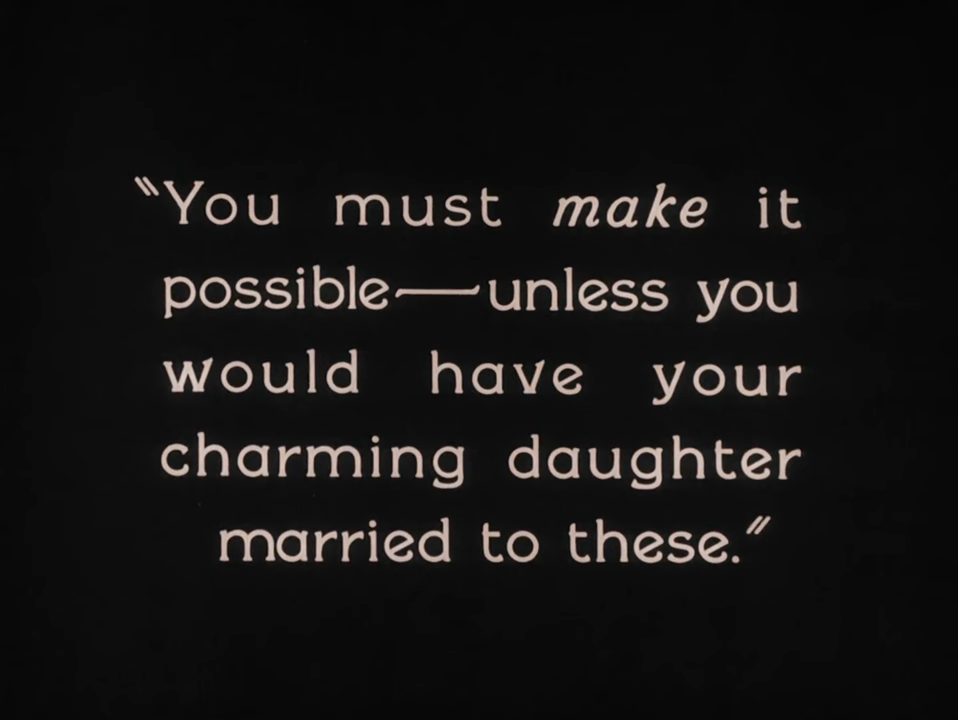 "You must make it
possible—unless you
would have your
charming daughter
married to these."